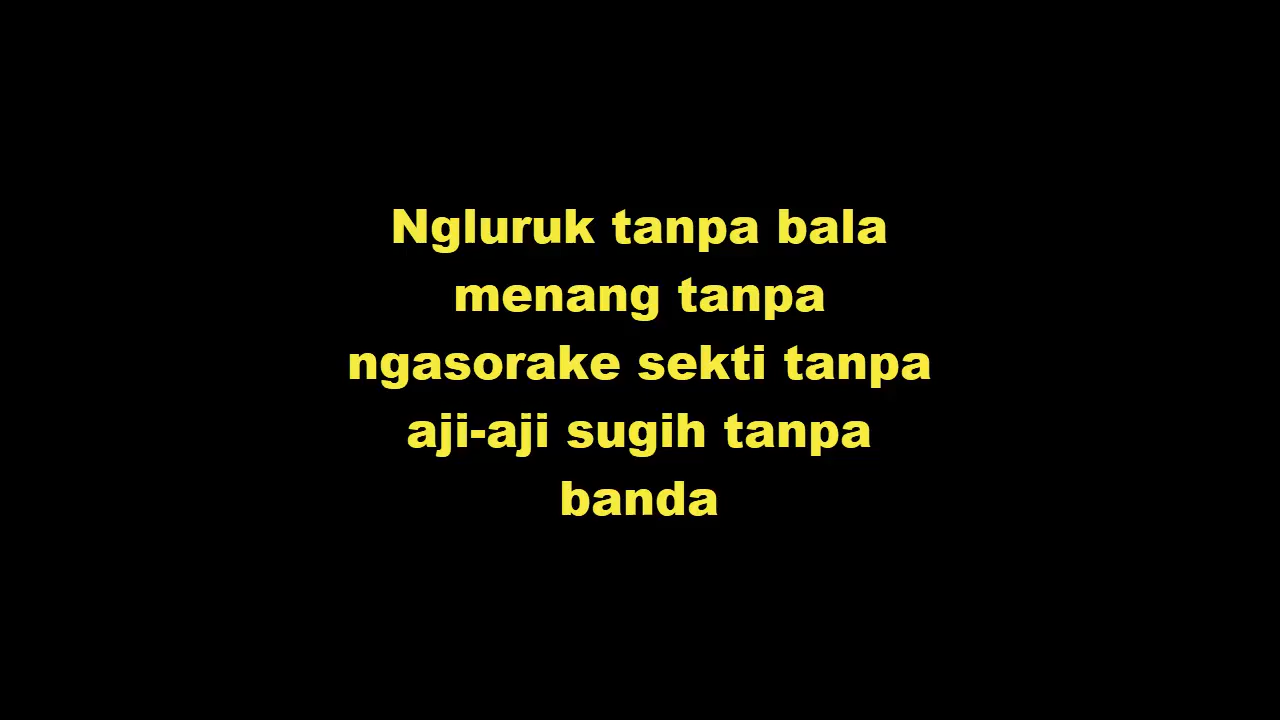 Ngluruk tanpa bala
menang tanpa
ngasorake sekti tanpa
aji-aji sugih tanpa
banda